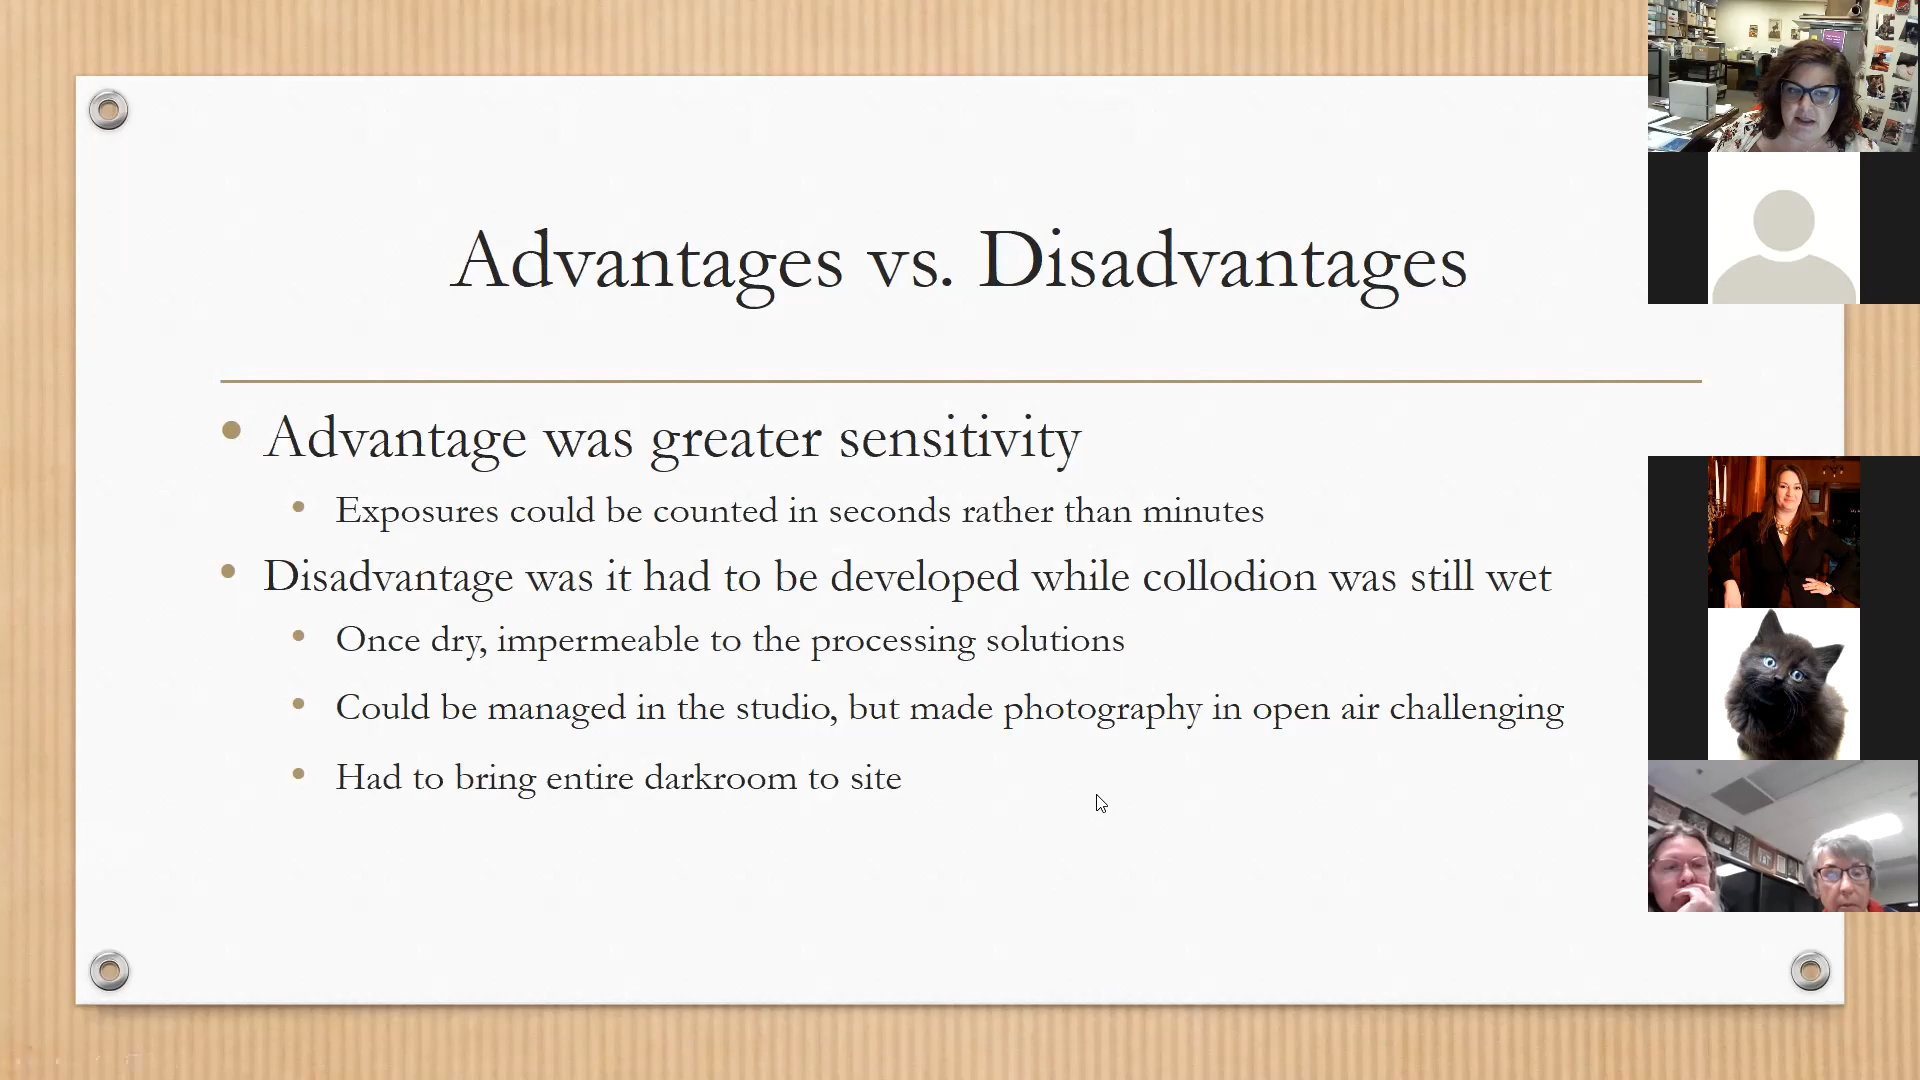 Advantages vs. Disadvantages
Advantage was greater sensitivity
Exposures could be counted in seconds rather than minutes
Disadvantage was it had to be developed while collodion was still wet
Once dry, impermeable to the processing solutions
Could be managed in the studio, but made photography in open air challenging
Had to bring entire darkroom to site